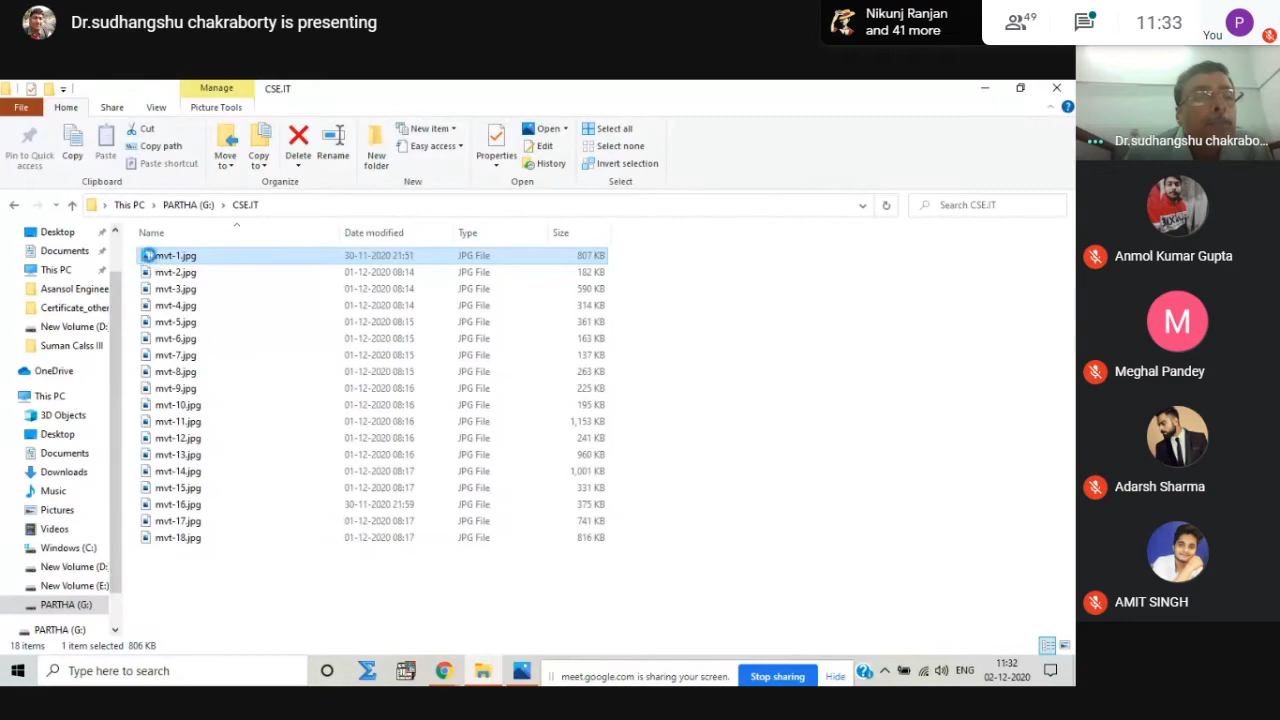 Dr.sudhangshu chakraborty is presenting
Nikunj Ranjan
and 41 more
49
11:33
You
P
Manage
CSE.IT
File
Home
Share
View
Picture Tools
Pin to Quick access
Copy
Paste
Cut
Copy path
Paste shortcut
Clipboard
Move to
Copy to
Delete
Rename
Organize
New folder
New item
Easy access
New
Properties
Open
Edit
History
Open
Select all
Select none
Invert selection
Select
This PC > PARTHA (G:) > CSE.IT
Search CSE.IT
Name Date modified Type Size
mvt-1.jpg 30-11-2020 21:51 JPG File 807 KB
mvt-2.jpg 01-12-2020 08:14 JPG File 182 KB
mvt-3.jpg 01-12-2020 08:14 JPG File 590 KB
mvt-4.jpg 01-12-2020 08:14 JPG File 314 KB
mvt-5.jpg 01-12-2020 08:15 JPG File 361 KB
mvt-6.jpg 01-12-2020 08:15 JPG File 163 KB
mvt-7.jpg 01-12-2020 08:15 JPG File 137 KB
mvt-8.jpg 01-12-2020 08:15 JPG File 263 KB
mvt-9.jpg 01-12-2020 08:16 JPG File 225 KB
mvt-10.jpg 01-12-2020 08:16 JPG File 195 KB
mvt-11.jpg 01-12-2020 08:16 JPG File 1,153 KB
mvt-12.jpg 01-12-2020 08:16 JPG File 241 KB
mvt-13.jpg 01-12-2020 08:16 JPG File 960 KB
mvt-14.jpg 01-12-2020 08:17 JPG File 1,001 KB
mvt-15.jpg 01-12-2020 08:17 JPG File 331 KB
mvt-16.jpg 30-11-2020 21:59 JPG File 375 KB
mvt-17.jpg 01-12-2020 08:17 JPG File 741 KB
mvt-18.jpg 01-12-2020 08:17 JPG File 816 KB
Desktop
Documents
This PC
Asansol Enginee
Certificate_other
New Volume (D:
Suman Calss III
OneDrive
This PC
3D Objects
Desktop
Documents
Downloads
Music
Pictures
Videos
Windows (C:)
New Volume (D:
New Volume (E:)
PARTHA (G:)
PARTHA (G:)
18 items 1 item selected 806 KB
Type here to search
meet.google.com is sharing your screen.
Stop sharing
Hide
ENG
11:32
02-12-2020
Dr.sudhangshu chakrabo...
Anmol Kumar Gupta
M
Meghal Pandey
Adarsh Sharma
AMIT SINGH